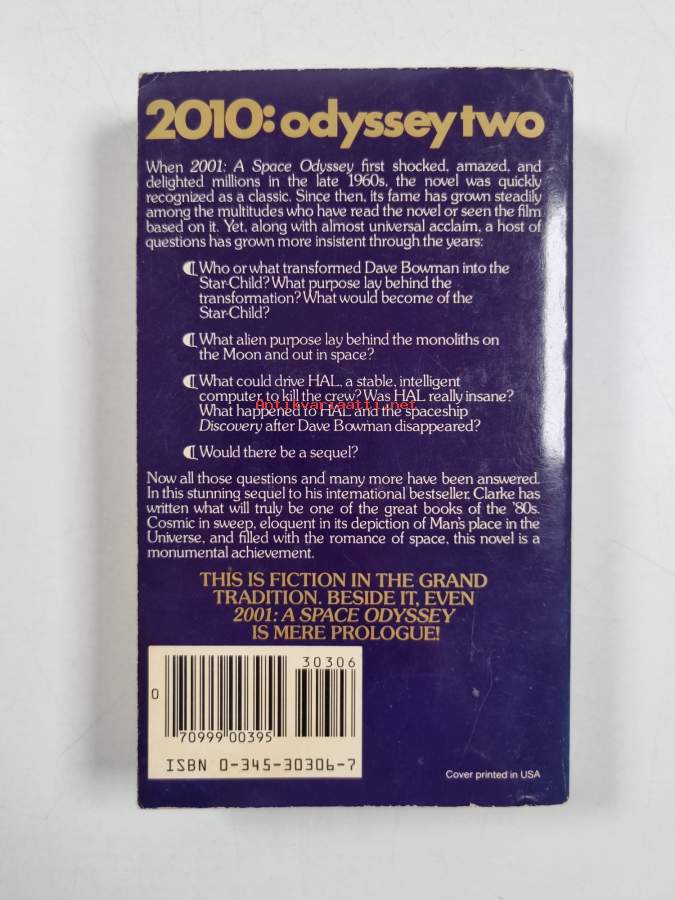 2010: odyssey two
When 2001: A Space Odyssey first shocked, amazed, and
delighted millions in the late 1960s, the novel was quickly
recognized as a classic. Since then, its fame has grown steadily
among the multitudes who have read the novel or seen the film
based on it. Yet, along with almost universal acclaim, a host of
questions has grown more insistent through the years:
¶ Who or what transformed Dave Bowman into the
Star-Child? What purpose lay behind the
transformation? What would become of the
Star-Child?
¶ What alien purpose lay behind the monoliths on
the Moon and out in space?
¶ What could drive HAL, a stable, intelligent
computer, to kill the crew? Was HAL really insane?
Antikvariaatti.net
What happened to HAL and the spaceship
Discovery after Dave Bowman disappeared?
¶ Would there be a sequel?
Now all those questions and many more have been answered.
In this stunning sequel to his international bestseller, Clarke has
written what will truly be one of the great books of the '80s.
Cosmic in sweep, eloquent in its depiction of Man's place in the
Universe, and filled with the romance of space, this novel is a
monumental achievement.
THIS IS FICTION IN THE GRAND
TRADITION. BESIDE IT, EVEN
2001: A SPACE ODYSSEY
IS MERE PROLOGUE!
30306
0
70999 00395
ISBN 0-345-30306-7
Cover printed in USA